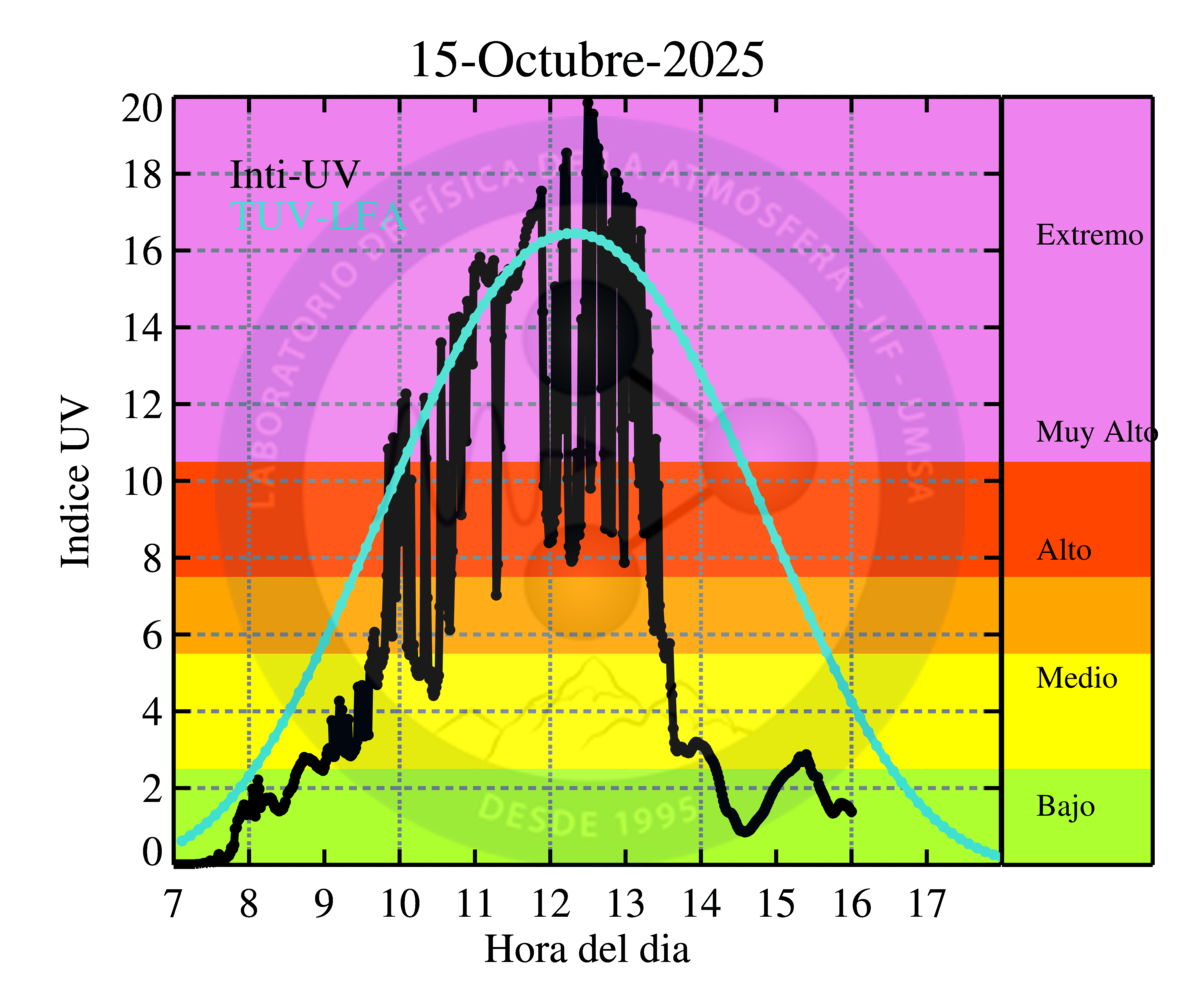 15-Octubre-2025
20
18
16
14
12
10
8
6
4
2
0
Indice UV
Inti-UV
TUV-LFA
LABORATORIO DE FÍSICA DE LA ATMÓSFERA - IIF - UMSA
DESDE 1995
Extremo
Muy Alto
Alto
Medio
Bajo
7 8 9 10 11 12 13 14 15 16 17
Hora del dia